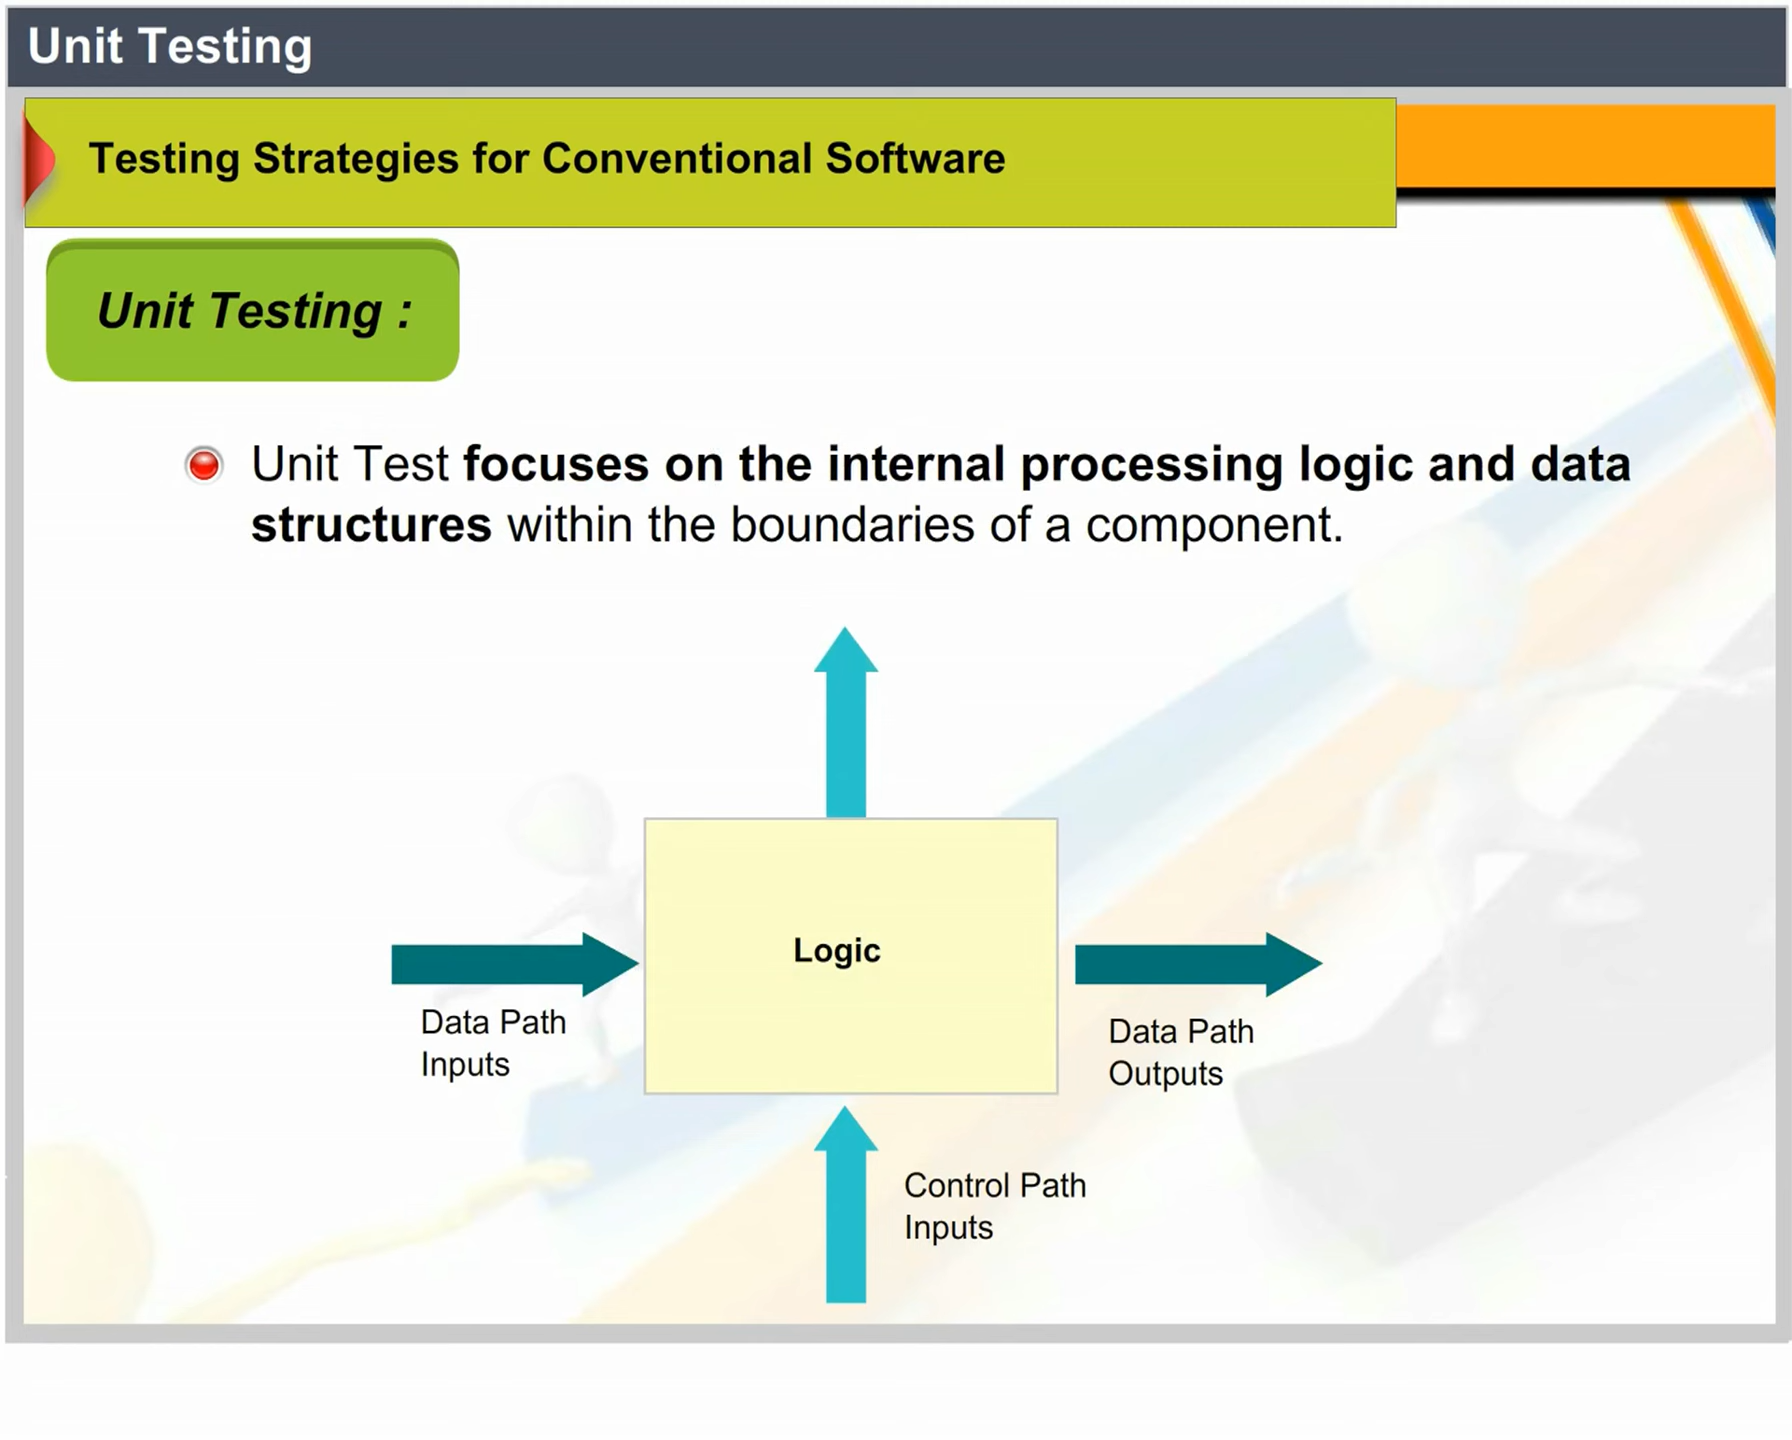 Unit Testing
Testing Strategies for Conventional Software
Unit Testing :
Unit Test focuses on the internal processing logic and data
structures within the boundaries of a component.
Logic
Data Path
Inputs
Data Path
Outputs
Control Path
Inputs